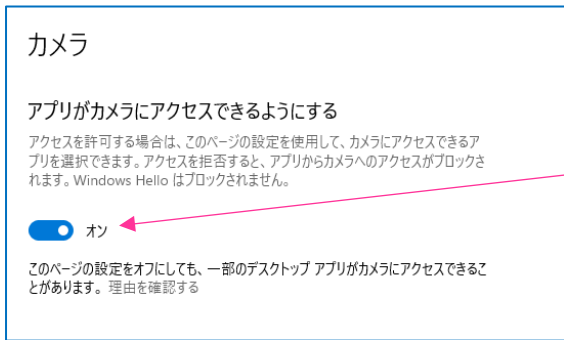 カメラ
アプリがカメラにアクセスできるようにする
アクセスを許可する場合は、このページの設定を使用して、カメラにアクセスできるア
プリを選択できます。アクセスを拒否すると、アプリからカメラへのアクセスがブロックさ
れます。Windows Hello はブロックされません。
オン
このページの設定をオフにしても、一部のデスクトップ アプリがカメラにアクセスできるこ
とがあります。 理由を確認する